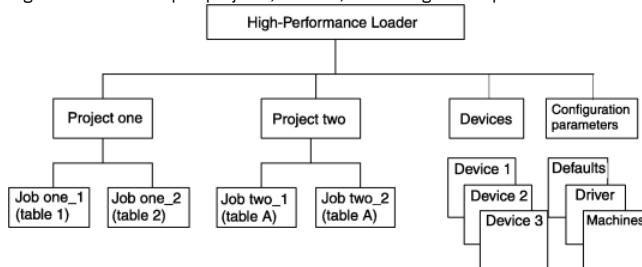 High-Performance Loader
Project one
Project two
Devices
Configuration
parameters
Job one_1
(table 1)
Job one_2
(table 2)
Job two_1
(table A)
Job two_2
(table A)
Device 1
Device 2
Device 3
Defaults
Driver
Machines